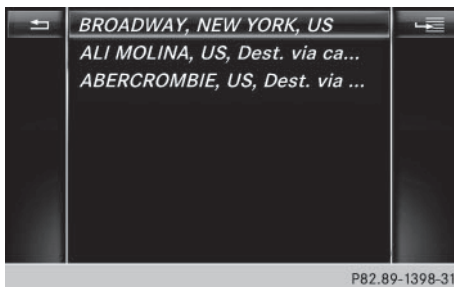 BROADWAY, NEW YORK, US
ALI MOLINA, US, Dest. via ca...
ABERCROMBIE, US, Dest. via ...
P82.89-1398-31